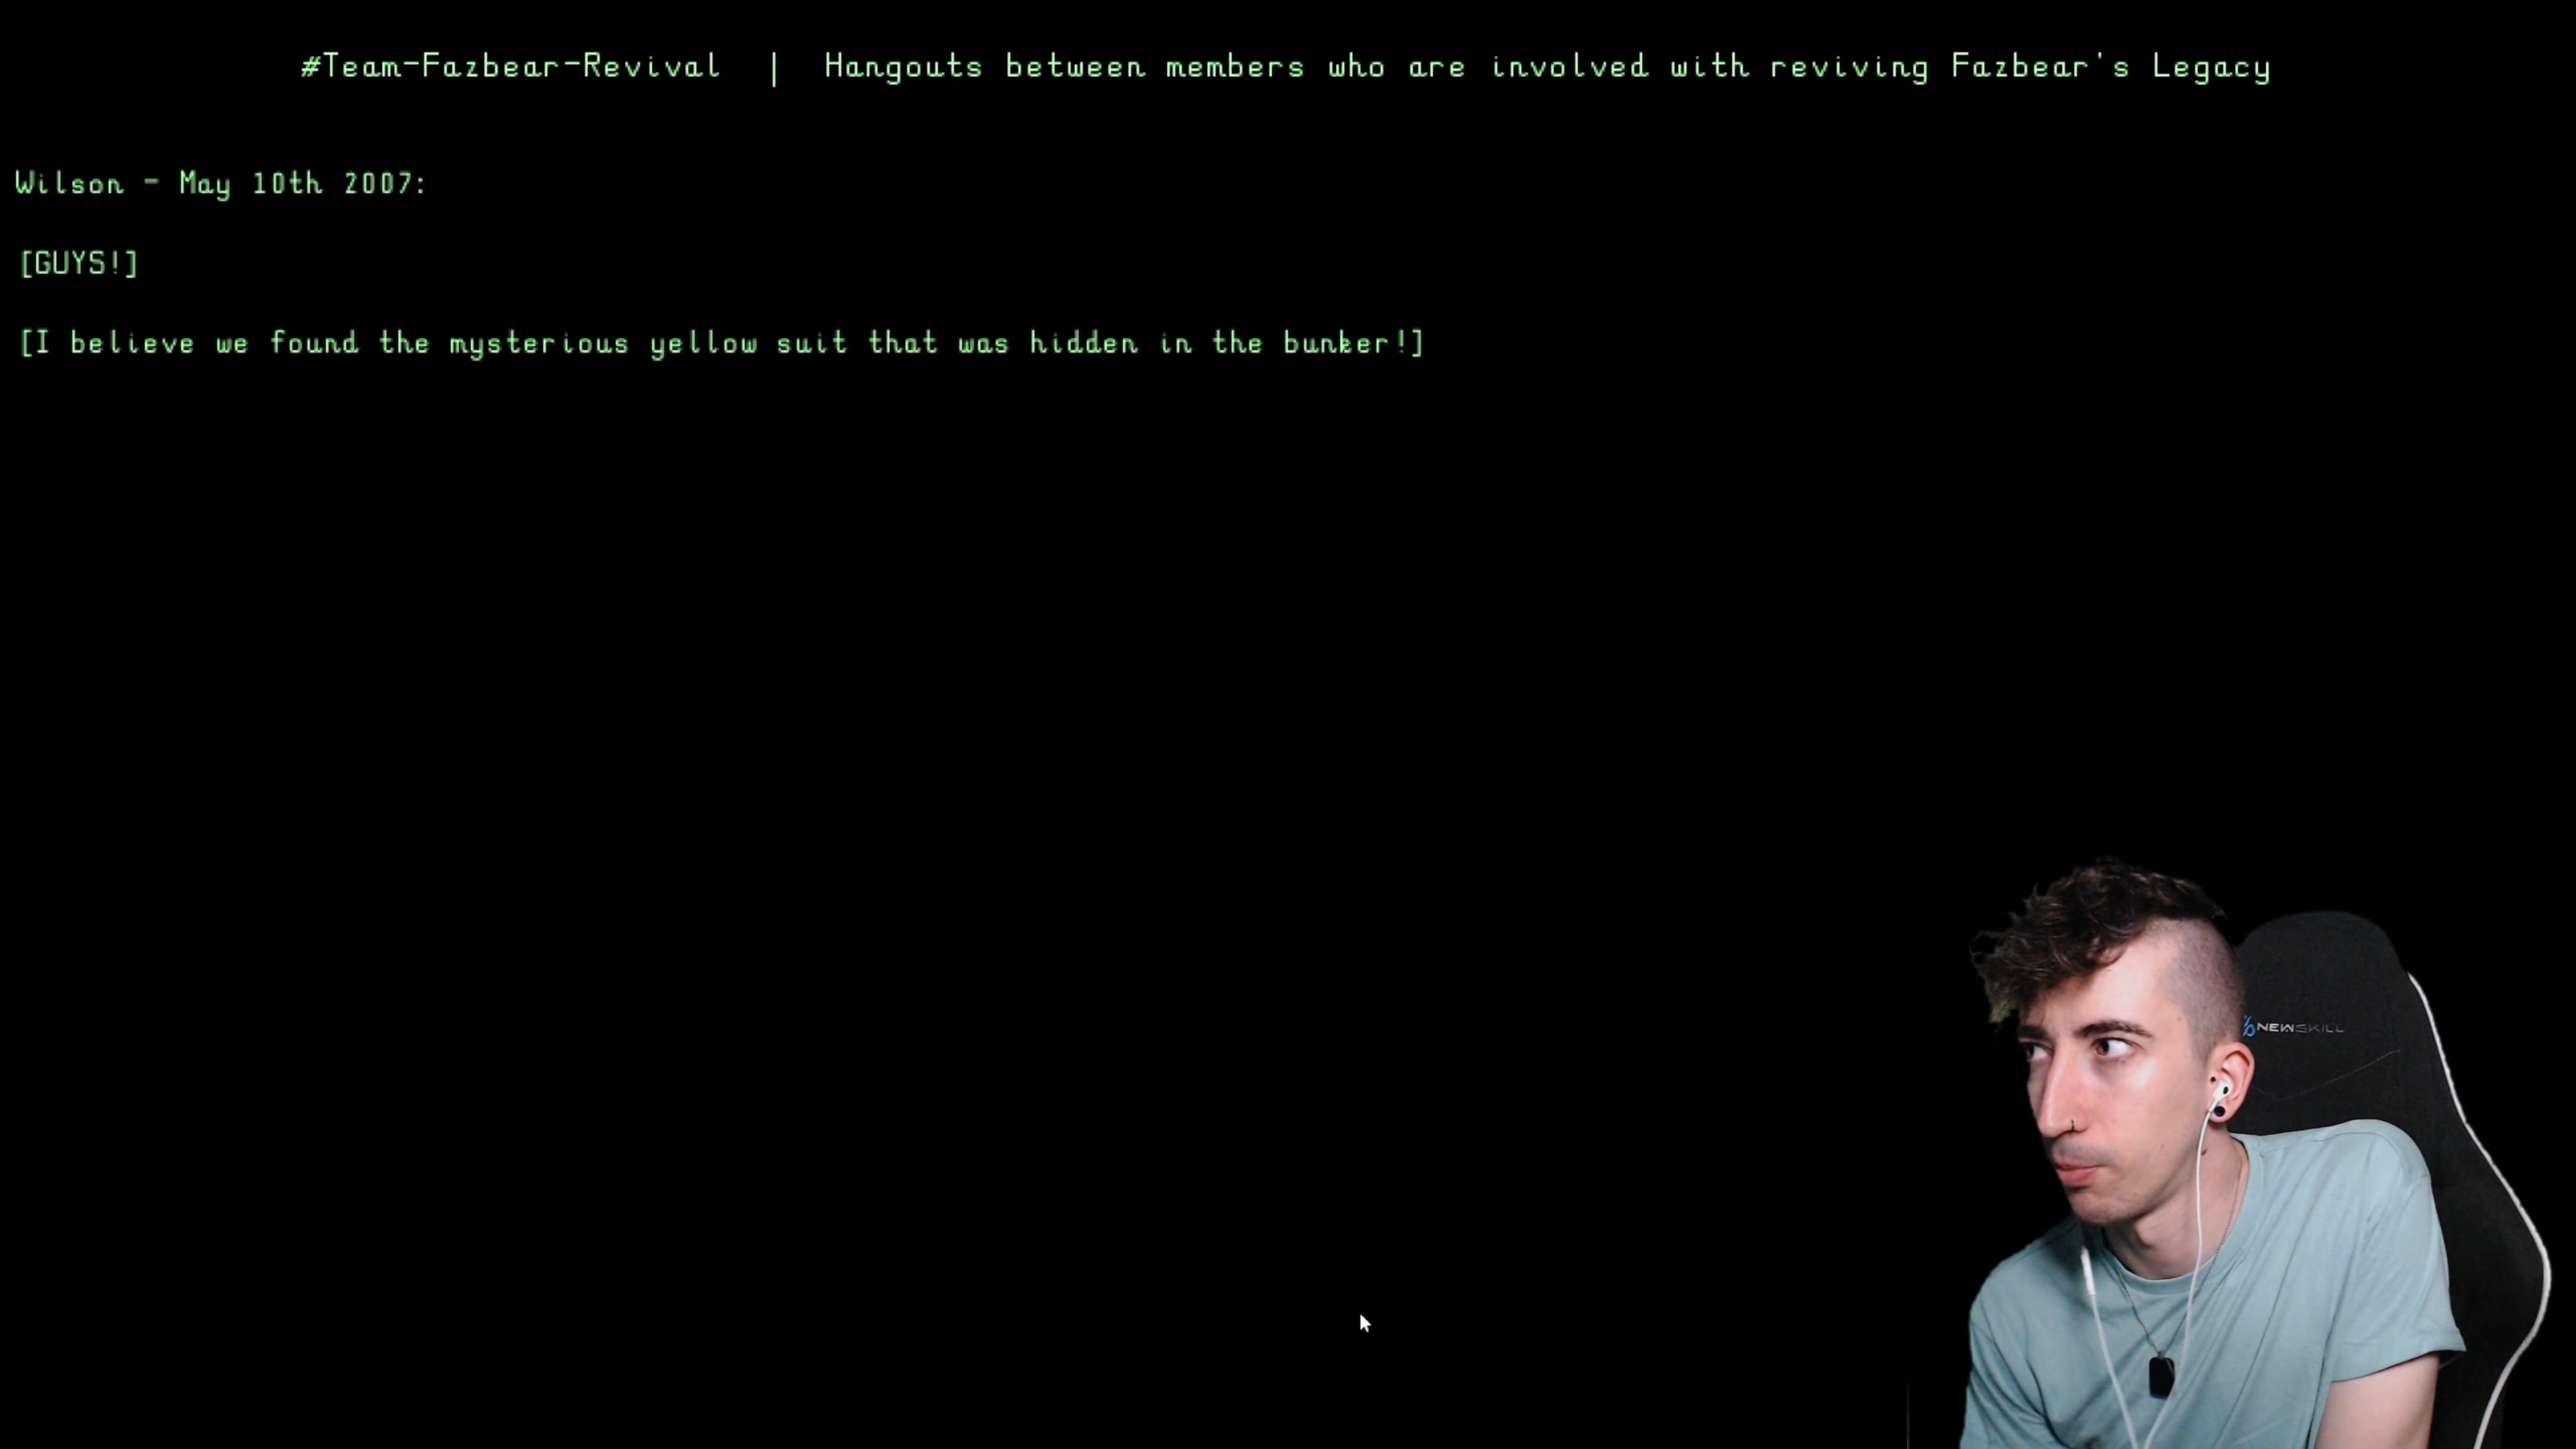 #Team-Fazbear-Revival | Hangouts between members who are involved with reviving Fazbear's Legacy
Wilson - May 10th 2007:
[GUYS!]
[I believe we found the mysterious yellow suit that was hidden in the bunker!]
NEWSKILL